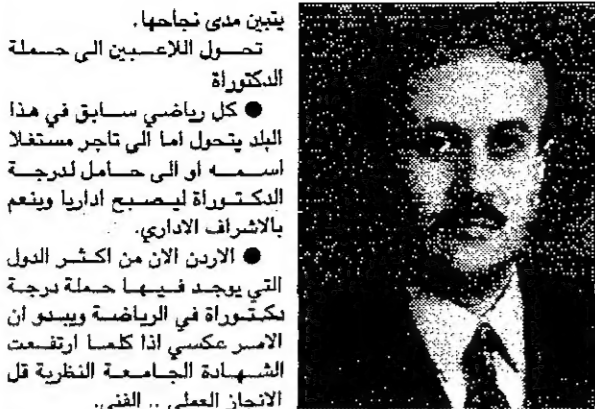 يتبين مدى نجاحها.
تحول اللاعبين الى حملة
الدكتوراة
● كل رياضي سابق في هذا
البلد يتحول اما الى تاجر مستغلا
اسمه او الى حامل لدرجة
الدكتوراة ليصبح اداريا وينعم
بالاشراف الاداري.
● الاردن الان من اكثر الدول
التي يوجد فيها حملة درجة
دكتوراة في الرياضة ويبدو ان
الامر عكسي اذا كلما ارتفعت
الشهادة الجامعة النظرية قل
الانجاز العملي .. الفني.